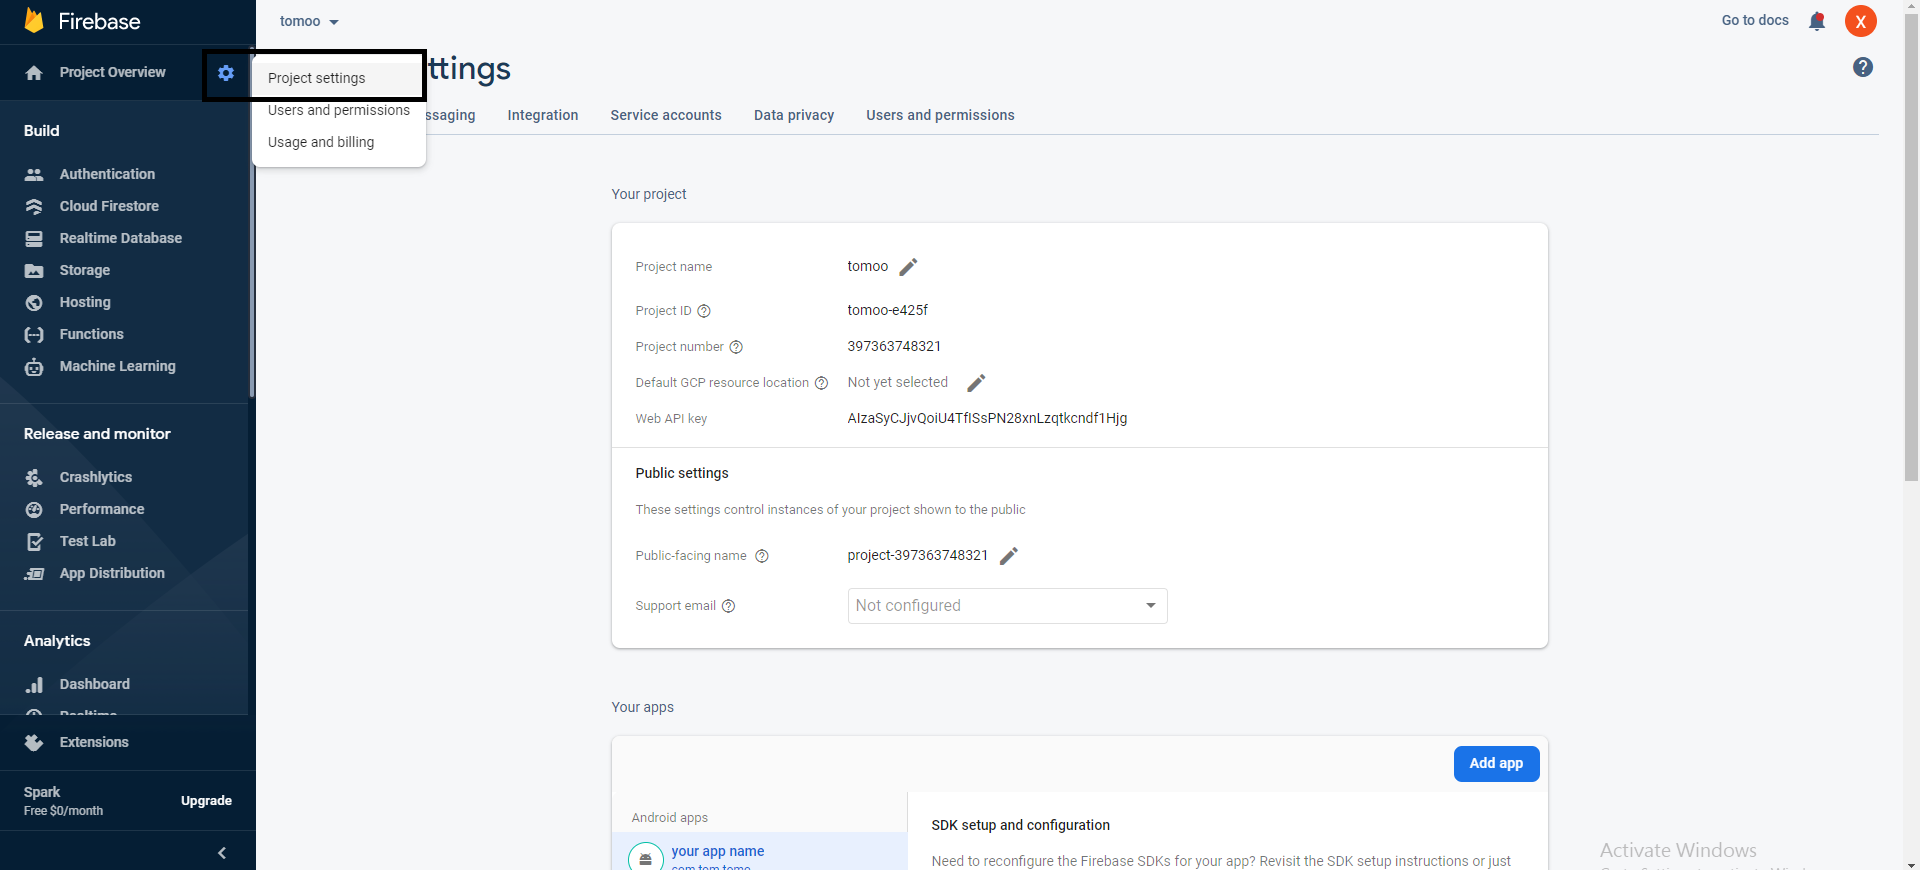 Firebase
tomoo
Go to docs
X
Project Overview
Project settings
Users and permissions
Usage and billing
ttings
ssaging
Integration
Service accounts
Data privacy
Users and permissions
Build
Authentication
Cloud Firestore
Realtime Database
Storage
Hosting
Functions
Machine Learning
Release and monitor
Crashlytics
Performance
Test Lab
App Distribution
Analytics
Dashboard
Realtime
Extensions
Spark
Free $0/month
Upgrade
Your project
Project name
tomoo
Project ID
tomoo-e425f
Project number
397363748321
Default GCP resource location
Not yet selected
Web API key
AIzaSyCJjvQoiU4TfISsPN28xnLzqtkcndf1Hjg
Public settings
These settings control instances of your project shown to the public
Public-facing name
project-397363748321
Support email
Not configured
Your apps
Add app
Android apps
your app name
com.tom.tomo
SDK setup and configuration
Need to reconfigure the Firebase SDKs for your app? Revisit the SDK setup instructions or just
Activate Windows